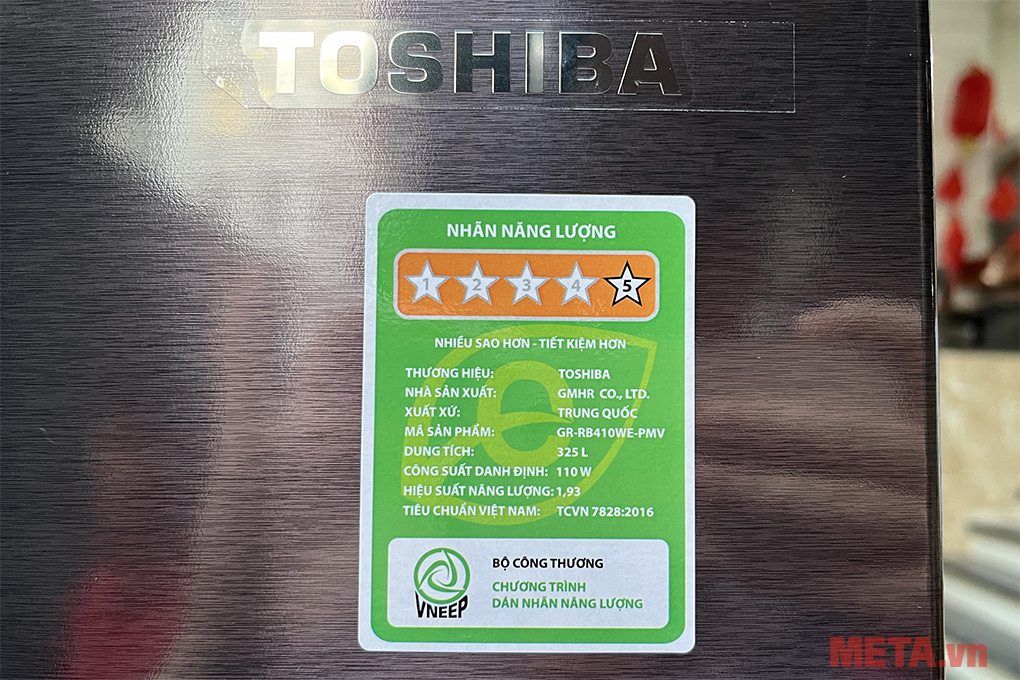 TOSHIBA
NHÃN NĂNG LƯỢNG
1 2 3 4 5
NHIỀU SAO HƠN - TIẾT KIỆM HƠN
THƯƠNG HIỆU: TOSHIBA
NHÀ SẢN XUẤT: GMHR CO., LTD.
XUẤT XỨ: TRUNG QUỐC
MÃ SẢN PHẨM: GR-RB410WE-PMV
DUNG TÍCH: 325 L
CÔNG SUẤT DANH ĐỊNH: 110 W
HIỆU SUẤT NĂNG LƯỢNG: 1,93
TIÊU CHUẨN VIỆT NAM: TCVN 7828:2016
VNEEP
BỘ CÔNG THƯƠNG
CHƯƠNG TRÌNH
DÁN NHÃN NĂNG LƯỢNG
META.vn